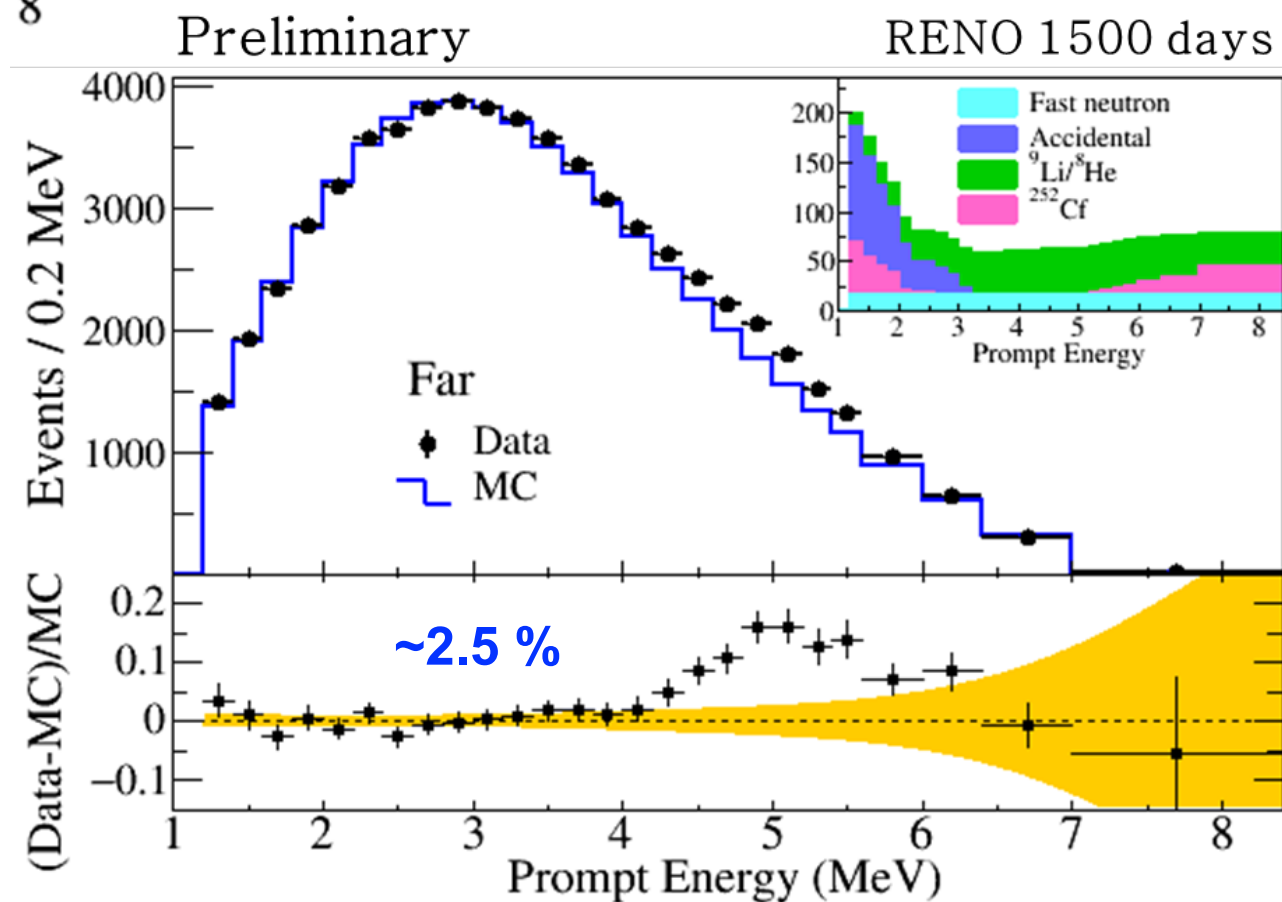 8
Preliminary
RENO 1500 days
Events / 0.2 MeV
4000
3000
2000
1000
Far
Data
MC
200
150
100
50
0
Fast neutron
Accidental
⁹Li/⁸He
²⁵²Cf
1 2 3 4 5 6 7 8
Prompt Energy
(Data-MC)/MC
0.2
0.1
0
−0.1
~2.5 %
1 2 3 4 5 6 7 8
Prompt Energy (MeV)